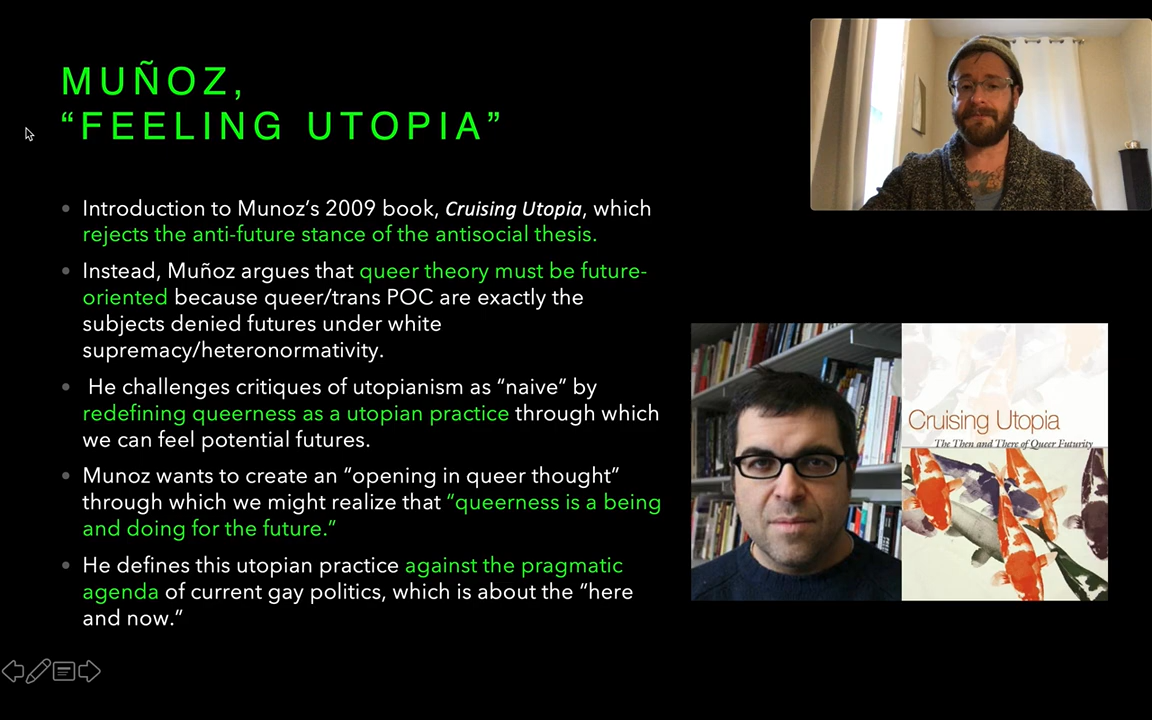 MUÑOZ,
“FEELING UTOPIA”
Introduction to Munoz’s 2009 book, Cruising Utopia, which
rejects the anti-future stance of the antisocial thesis.
Instead, Muñoz argues that queer theory must be future-
oriented because queer/trans POC are exactly the
subjects denied futures under white
supremacy/heteronormativity.
He challenges critiques of utopianism as “naive” by
redefining queerness as a utopian practice through which
we can feel potential futures.
Munoz wants to create an “opening in queer thought”
through which we might realize that “queerness is a being
and doing for the future.”
He defines this utopian practice against the pragmatic
agenda of current gay politics, which is about the “here
and now.”
Cruising Utopia
The Then and There of Queer Futurity